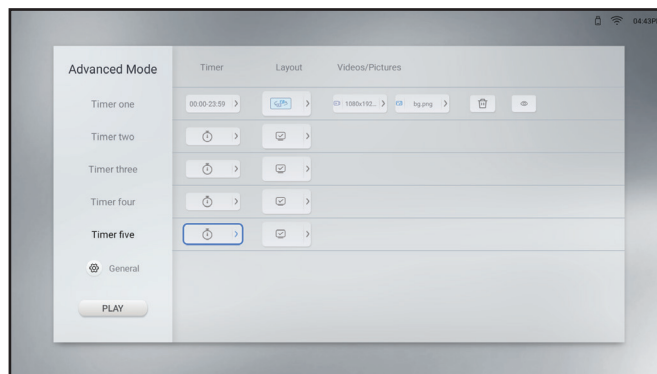 04:43P
Advanced Mode Timer Layout Videos/Pictures
Timer one 00:00-23:59 1080x192... bg.png
Timer two
Timer three
Timer four
Timer five
General
PLAY